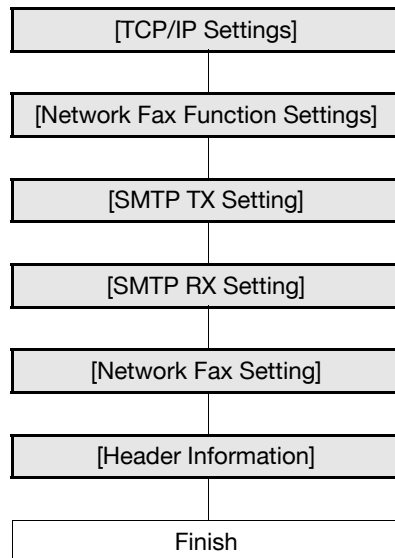 [TCP/IP Settings]
[Network Fax Function Settings]
[SMTP TX Setting]
[SMTP RX Setting]
[Network Fax Setting]
[Header Information]
Finish